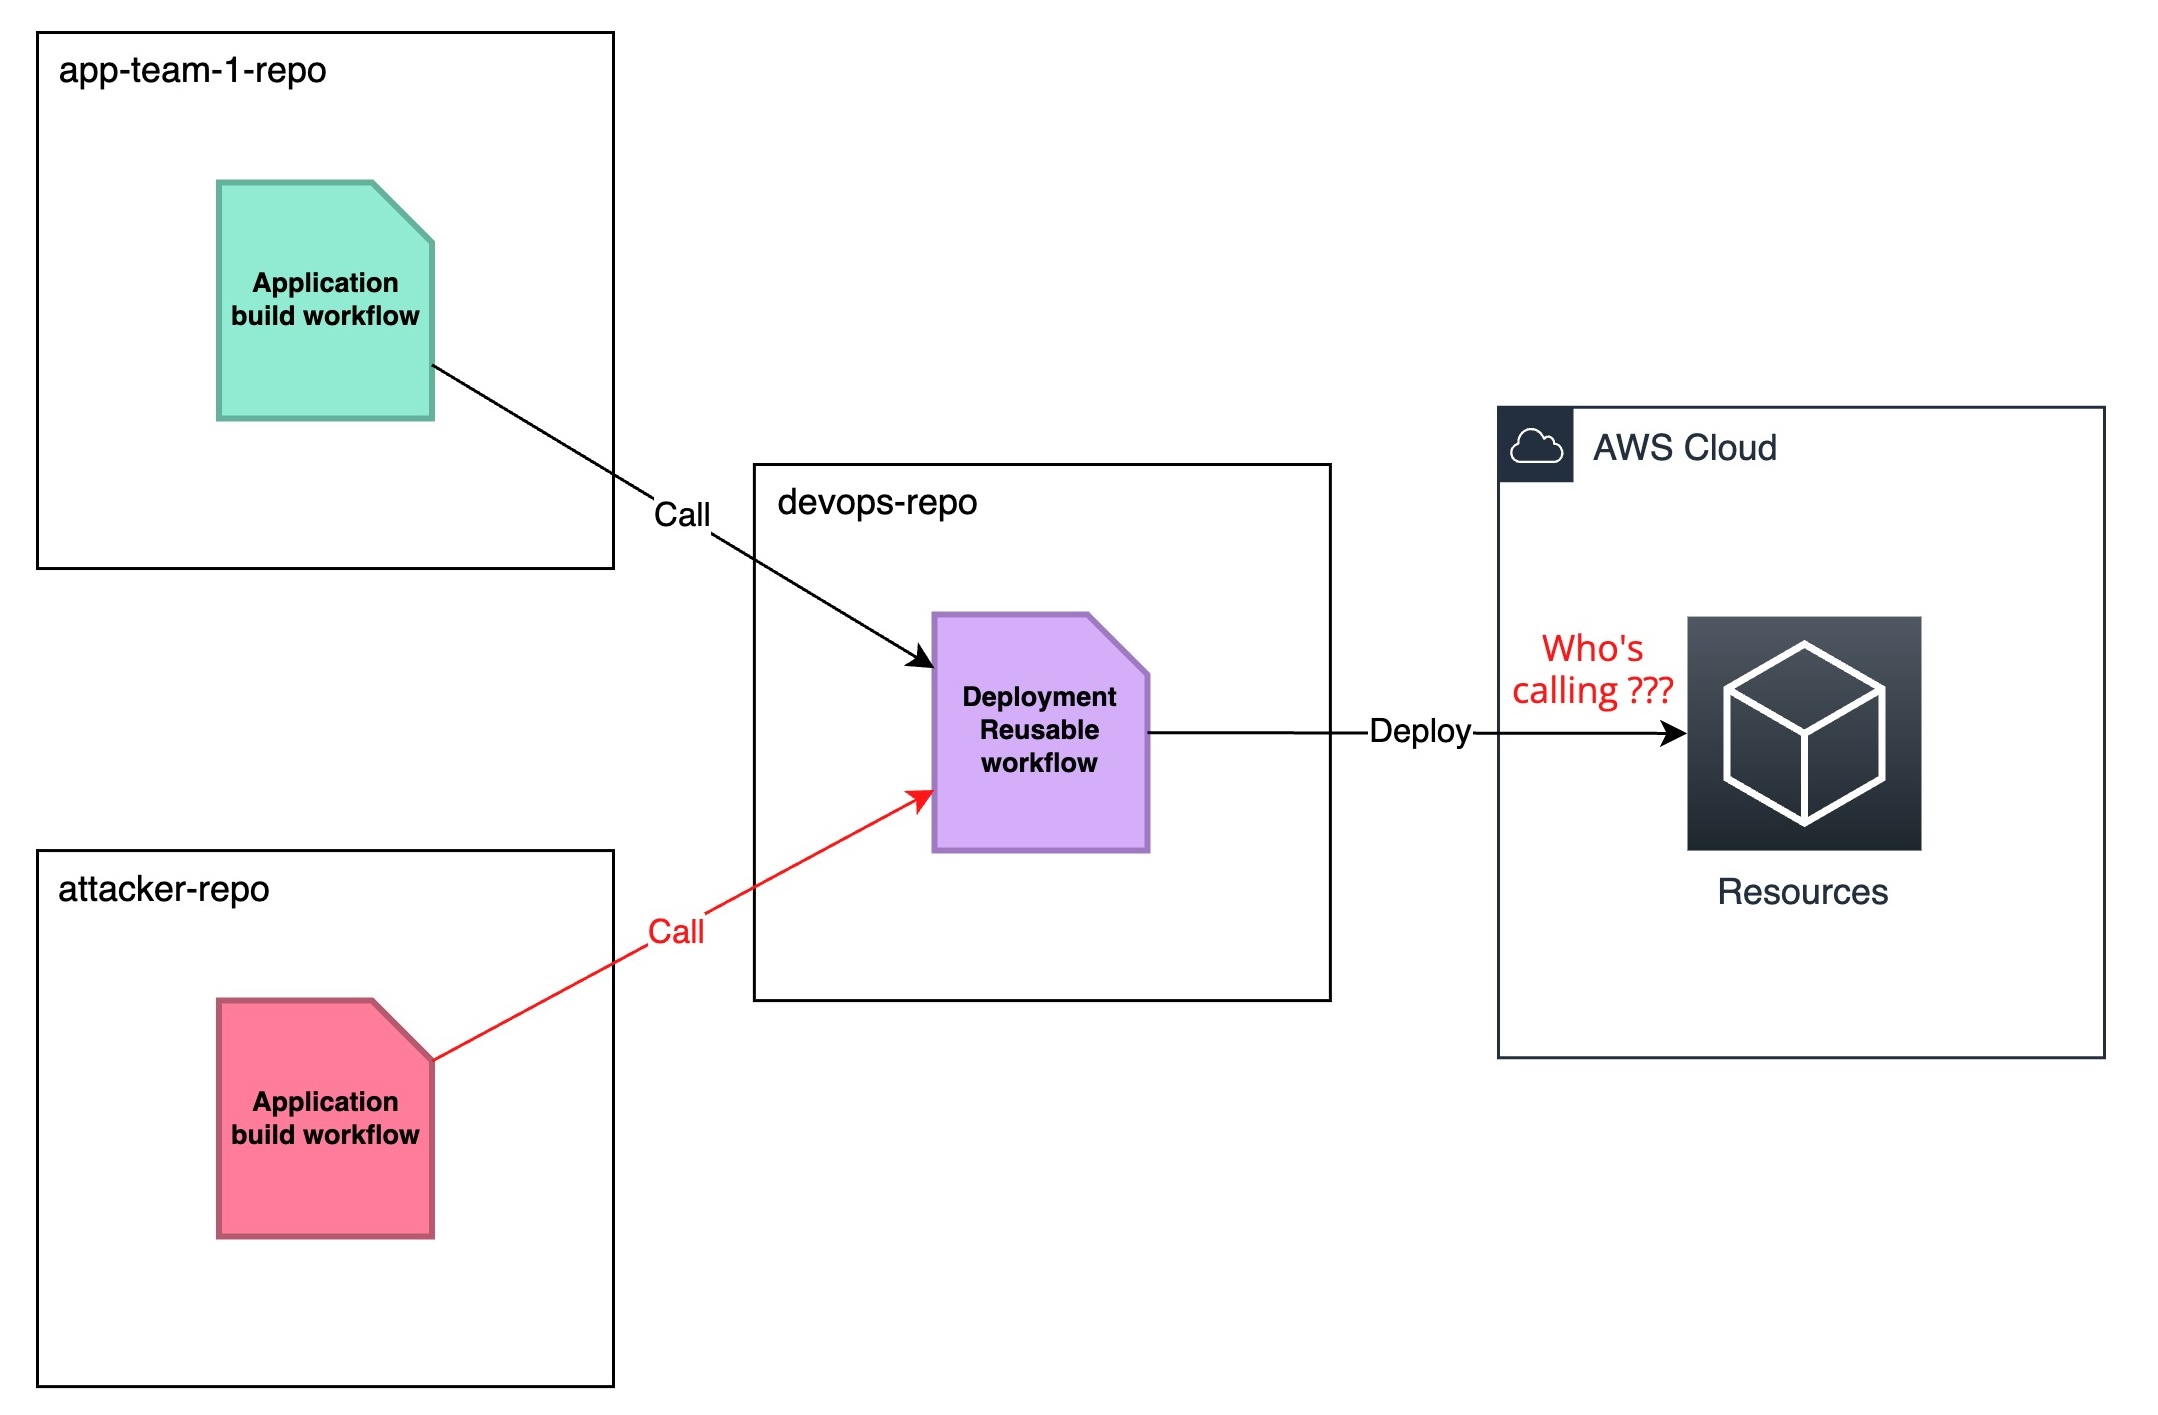 app-team-1-repo
Application
build workflow
Call
devops-repo
Deployment
Reusable
workflow
Deploy
AWS Cloud
Who's
calling ???
Resources
attacker-repo
Call
Application
build workflow